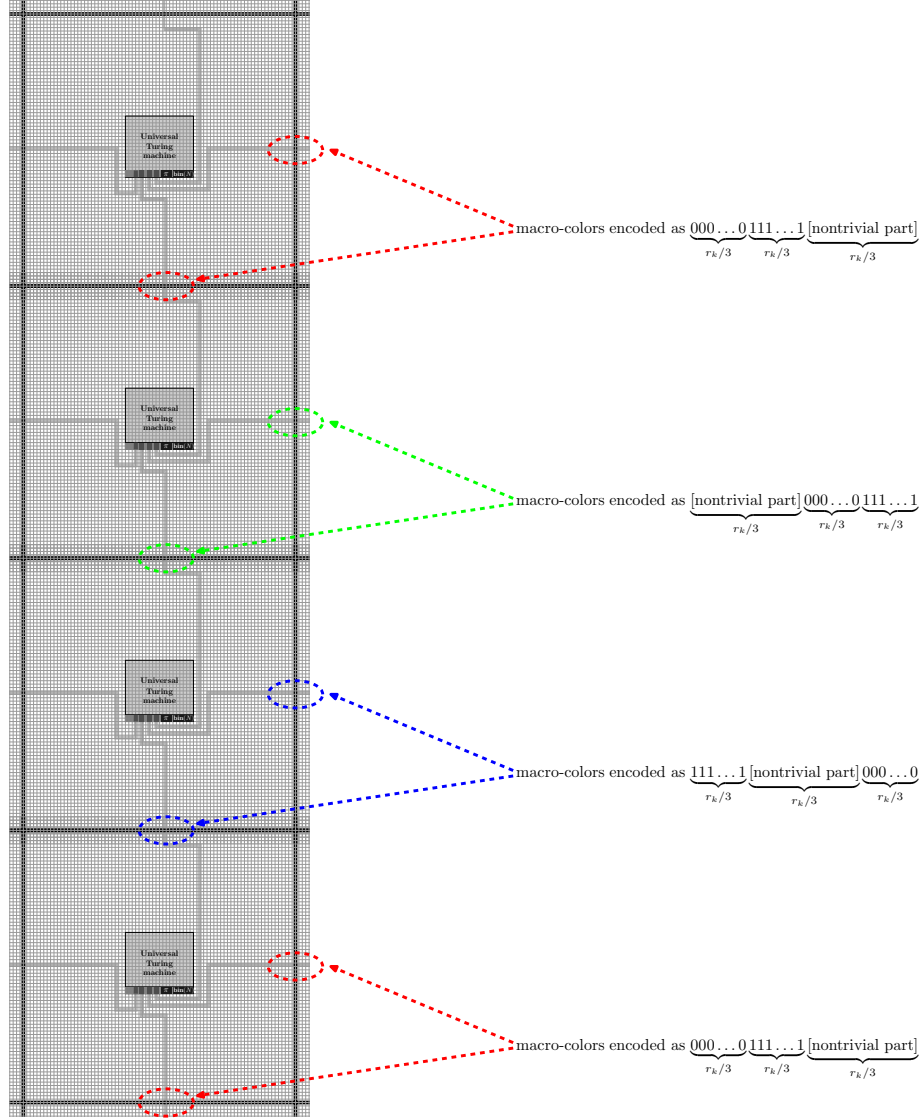 Universal
Turing
machine
π bin N
macro-colors encoded as 000...0 111...1 [nontrivial part]
r_k/3 r_k/3 r_k/3
Universal
Turing
machine
π bin N
macro-colors encoded as [nontrivial part] 000...0 111...1
r_k/3 r_k/3 r_k/3
Universal
Turing
machine
π bin N
macro-colors encoded as 111...1 [nontrivial part] 000...0
r_k/3 r_k/3 r_k/3
Universal
Turing
machine
π bin N
macro-colors encoded as 000...0 111...1 [nontrivial part]
r_k/3 r_k/3 r_k/3